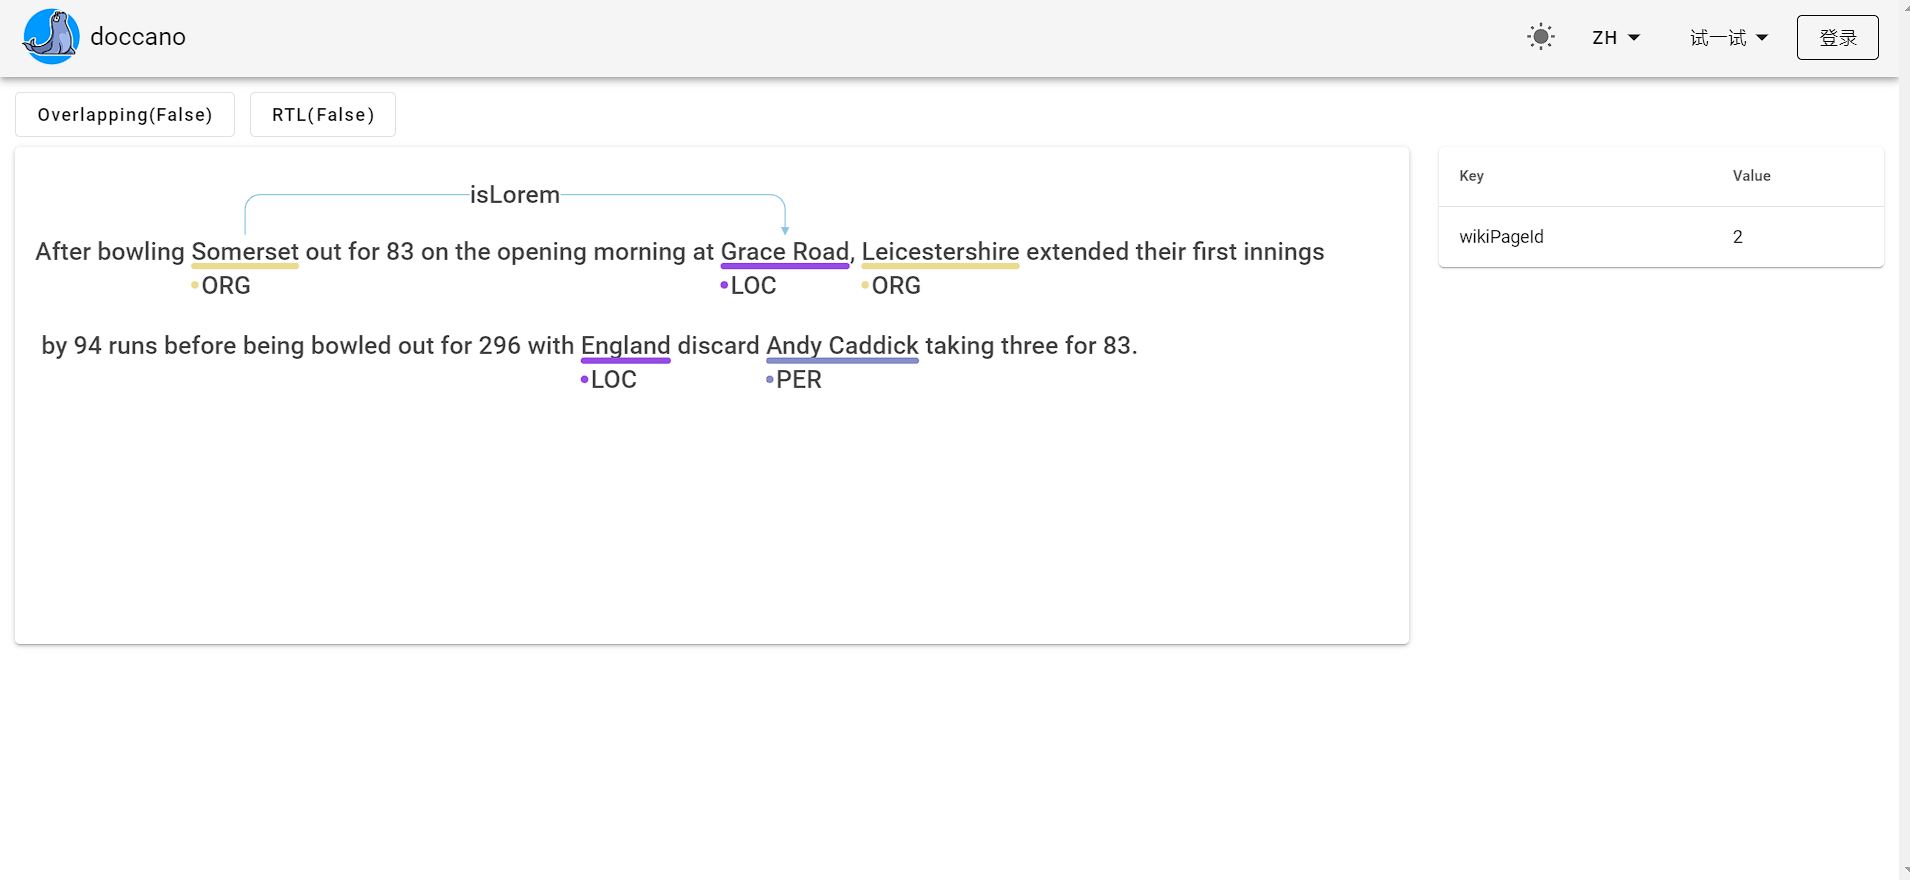 doccano
ZH
试一试
登录
Overlapping(False)
RTL(False)
isLorem
After bowling Somerset out for 83 on the opening morning at Grace Road, Leicestershire extended their first innings
•ORG •LOC •ORG
by 94 runs before being bowled out for 296 with England discard Andy Caddick taking three for 83.
•LOC •PER
Key Value
wikiPageId 2